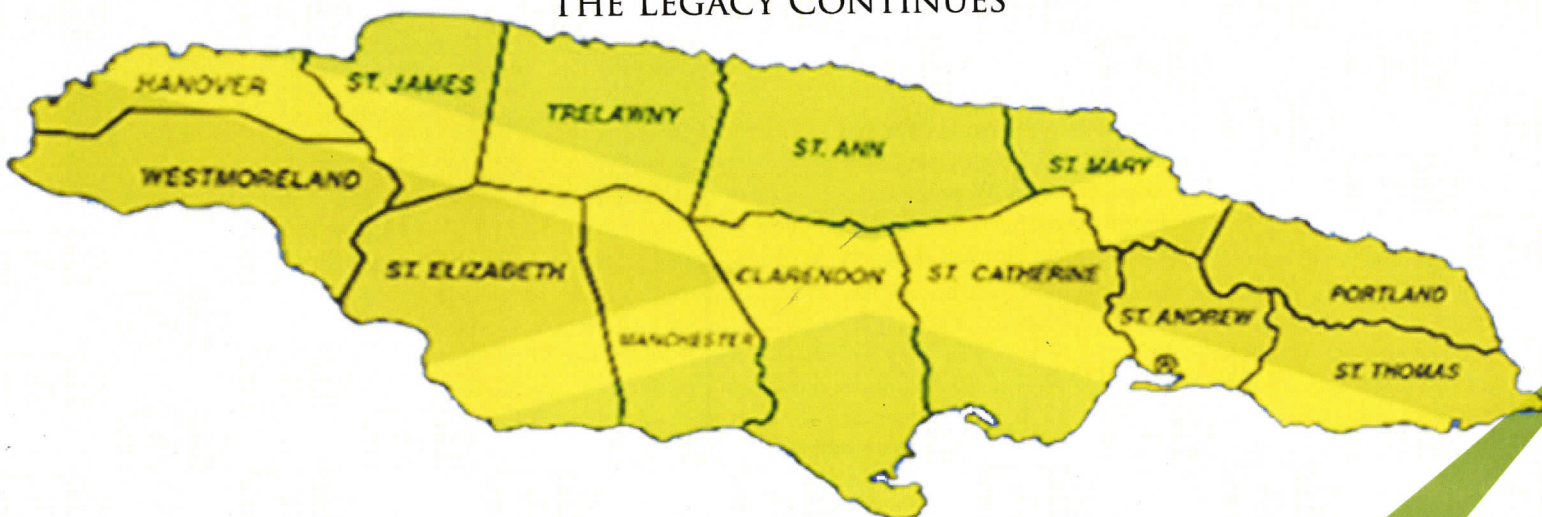 THE LEGACY CONTINUES
HANOVER
ST. JAMES
TRELAWNY
ST. ANN
ST. MARY
WESTMORELAND
ST. ELIZABETH
MANCHESTER
CLARENDON
ST. CATHERINE
ST. ANDREW
PORTLAND
ST. THOMAS